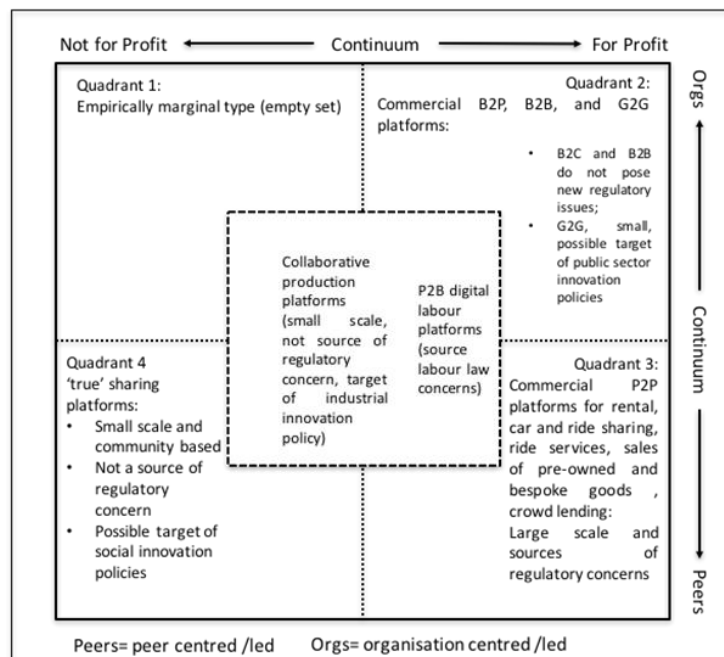 Not for Profit Continuum For Profit
Quadrant 1:
Empirically marginal type (empty set)
Quadrant 2:
Commercial B2P, B2B, and G2G
platforms:
• B2C and B2B
do not pose
new regulatory
issues;
• G2G, small,
possible target
of public sector
innovation
policies
Orgs
Continuum
Peers
Collaborative
production
platforms
(small scale,
not source of
regulatory
concern, target
of industrial
innovation
policy)
P2B digital
labour
platforms
(source
labour law
concerns)
Quadrant 4
'true' sharing
platforms:
• Small scale and
community based
• Not a source of
regulatory
concern
• Possible target of
social innovation
policies
Quadrant 3:
Commercial P2P
platforms for rental,
car and ride sharing,
ride services, sales
of pre-owned and
bespoke goods ,
crowd lending:
Large scale and
sources of
regulatory concerns
Peers= peer centred /led Orgs= organisation centred /led